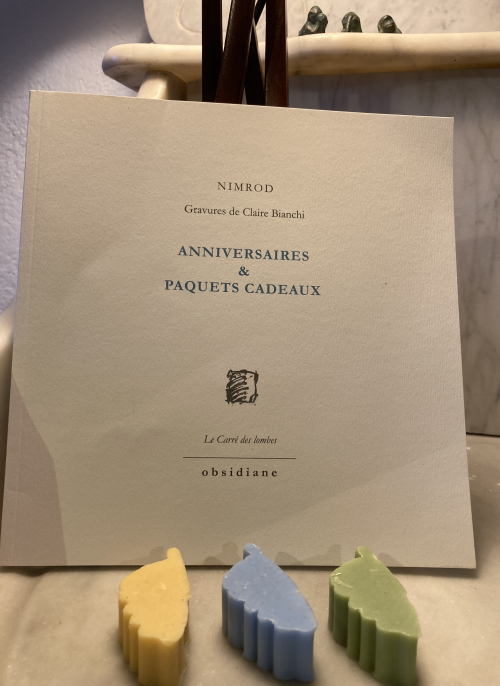 NIMROD
Gravures de Claire Bianchi
ANNIVERSAIRES
&
PAQUETS CADEAUX
Le Carré des lombes
obsidiane